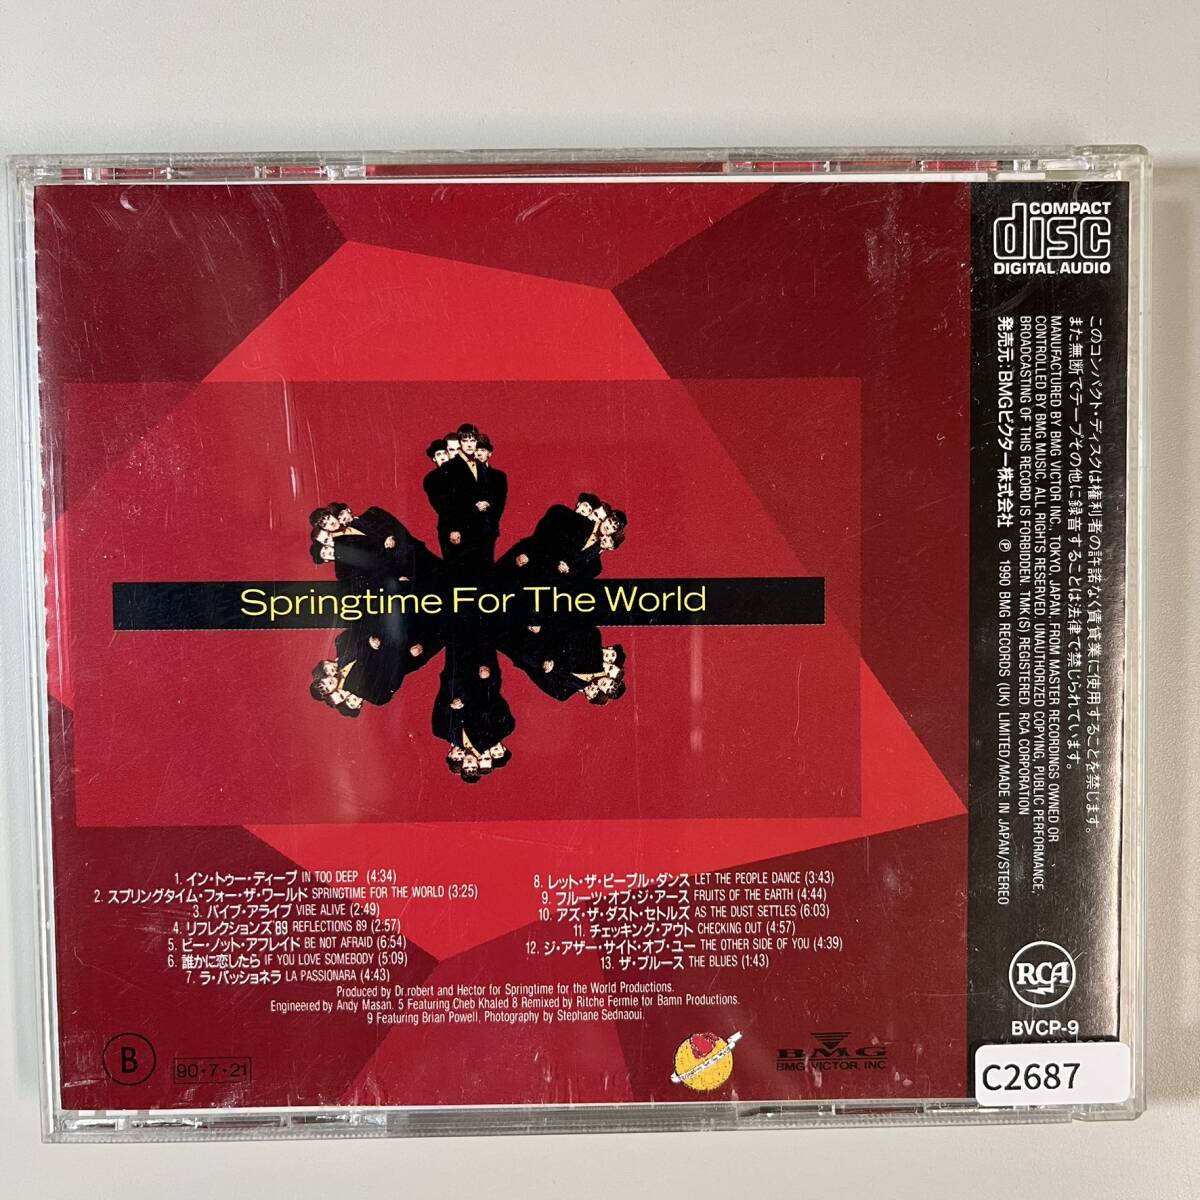 Springtime For The World
1. イン・トゥー・ディープ IN TOO DEEP (4:34)
2. スプリングタイム・フォー・ザ・ワールド SPRINGTIME FOR THE WORLD (3:25)
3. バイブ・アライブ VIBE ALIVE (2:49)
4. リフレクションズ'89 REFLECTIONS 89 (2:57)
5. ビー・ノット・アフレイド BE NOT AFRAID (6:54)
6. 誰かに恋したら IF YOU LOVE SOMEBODY (5:09)
7. ラ・パッショネラ LA PASSIONARA (4:43)
8. レット・ザ・ピープル・ダンス LET THE PEOPLE DANCE (3:43)
9. フルーツ・オブ・ジ・アース FRUITS OF THE EARTH (4:44)
10. アズ・ザ・ダスト・セトルズ AS THE DUST SETTLES (6:03)
11. チェッキング・アウト CHECKING OUT (4:57)
12. ジ・アザー・サイド・オブ・ユー THE OTHER SIDE OF YOU (4:39)
13. ザ・ブルース THE BLUES (1:43)
Produced by Dr.robert and Hector for Springtime for the World Productions.
Engineered by Andy Masan. 5 Featuring Cheb Khaled 8 Remixed by Ritche Fermie for Bamn Productions.
9 Featuring Brian Powell, Photography by Stephane Sednaoui.
B
90・7・21
BMG
BMG VICTOR, INC.
COMPACT
disc
DIGITAL AUDIO
このコンパクト・ディスクは権利者の許諾なく賃貸業に使用することを禁じます。
また無断でテープその他に録音することは法律で禁じられています。
MANUFACTURED BY BMG VICTOR INC., TOKYO, JAPAN, FROM MASTER RECORDINGS OWNED OR
CONTROLLED BY BMG MUSIC. ALL RIGHTS RESERVED. UNAUTHORIZED COPYING, PUBLIC PERFORMANCE,
BROADCASTING OF THIS RECORD IS FORBIDDEN. TMK(S) REGISTERED. RCA CORPORATION
発売元:BMGビクター株式会社 ℗ 1990 BMG RECORDS (UK) LIMITED/MADE IN JAPAN/STEREO
RCA
BVCP-9
C2687